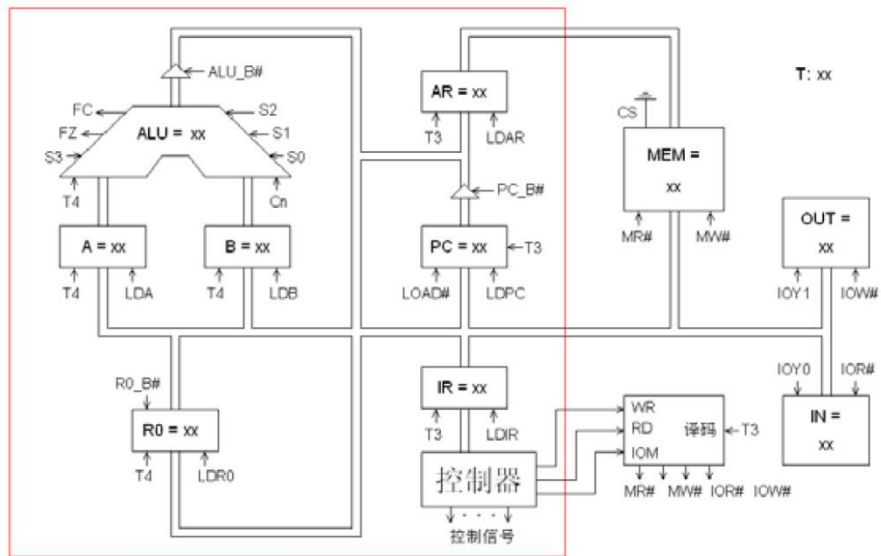 ALU_B#
T: xx
AR = xx
FC
S2
CS
FZ
ALU = xx
S1
T3
LDAR
MEM =
xx
S3
S0
PC_B#
T4
Cn
OUT =
xx
MR#
MW#
A = xx
B = xx
PC = xx
T3
T4
LDA
T4
LDB
LOAD#
LDPC
IOY1
IOW#
R0_B#
IR = xx
IOY0
IOR#
WR
RD
译码
T3
IOM
IN =
xx
R0 = xx
T3
LDIR
T4
LDR0
控制器
MR#
MW#
IOR#
IOW#
· · ·
控制信号